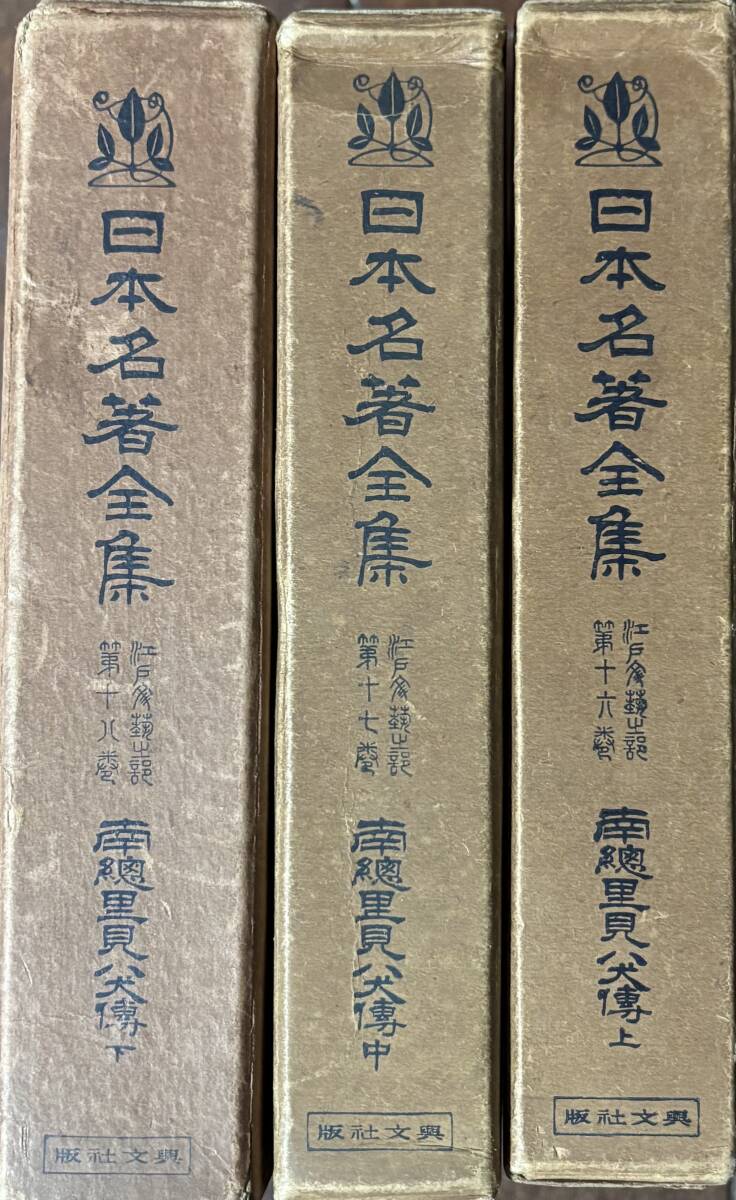 日本名著全集
江戸文藝之部
第十六卷
南總里見八犬傳 上
興文社版
日本名著全集
江戸文藝之部
第十七卷
南總里見八犬傳 中
興文社版
日本名著全集
江戸文藝之部
第十八卷
南總里見八犬傳 下
興文社版